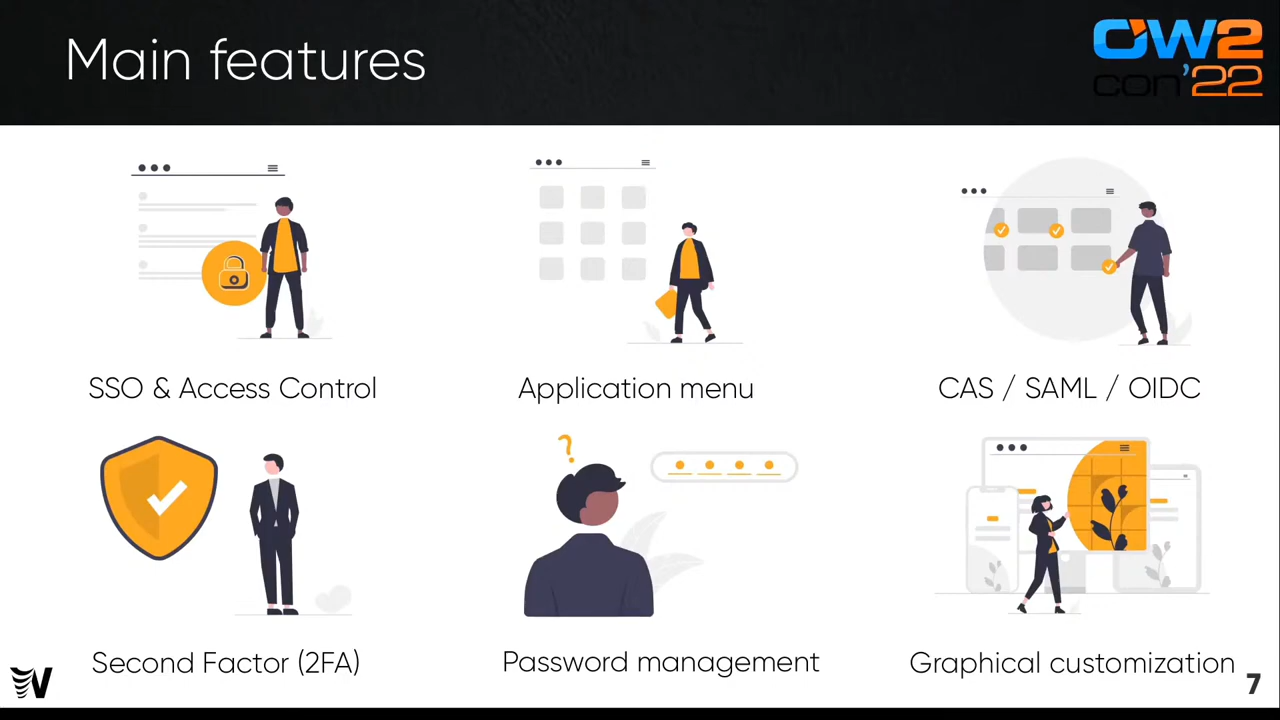 Main features
OW2
con'22
SSO & Access Control
Application menu
CAS / SAML / OIDC
?
Second Factor (2FA)
Password management
Graphical customization
7